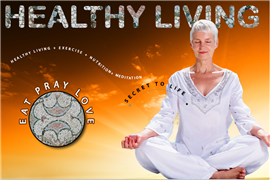 HEALTHY LIVING
HEALTHY LIVING + EXERCISE + NUTRITION+ MEDITATION
SECRET TO LIFE
EAT PRAY LOVE